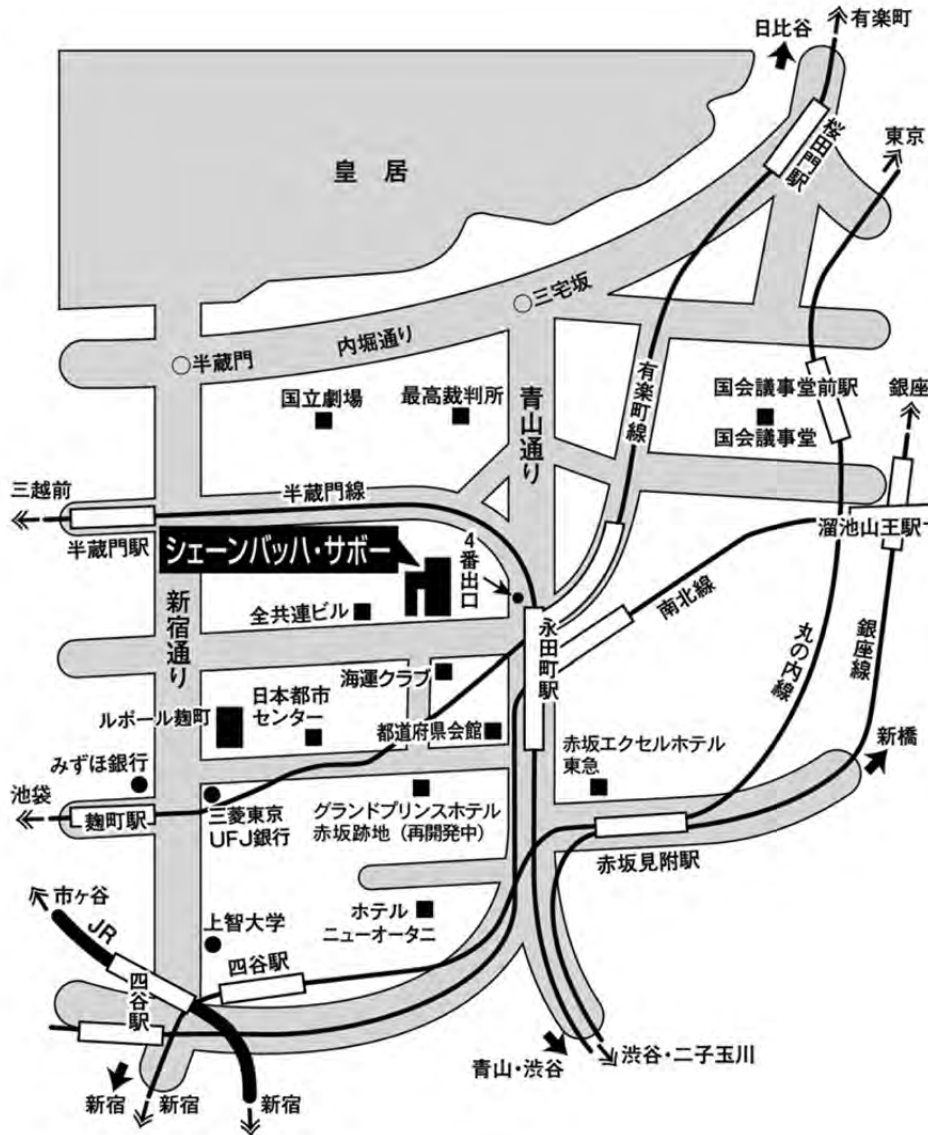 有楽町
日比谷
桜田門駅
東京
皇居
三宅坂
内堀通り
半蔵門
有楽町線
国立劇場
最高裁判所
青山通り
国会議事堂前駅
国会議事堂
銀座
三越前
半蔵門線
半蔵門駅
シェーンバッハ・サボー
4番出口
溜池山王駅
新宿通り
全共連ビル
永田町駅
南北線
丸の内線
銀座線
海運クラブ
日本都市
センター
ルポール麹町
都道府県会館
赤坂エクセルホテル
東急
新橋
みずほ銀行
池袋
麹町駅
三菱東京
UFJ銀行
グランドプリンスホテル
赤坂跡地（再開発中）
赤坂見附駅
市ヶ谷
JR
上智大学
ホテル
ニューオータニ
四谷駅
四谷駅
青山・渋谷
渋谷・二子玉川
新宿
新宿
新宿